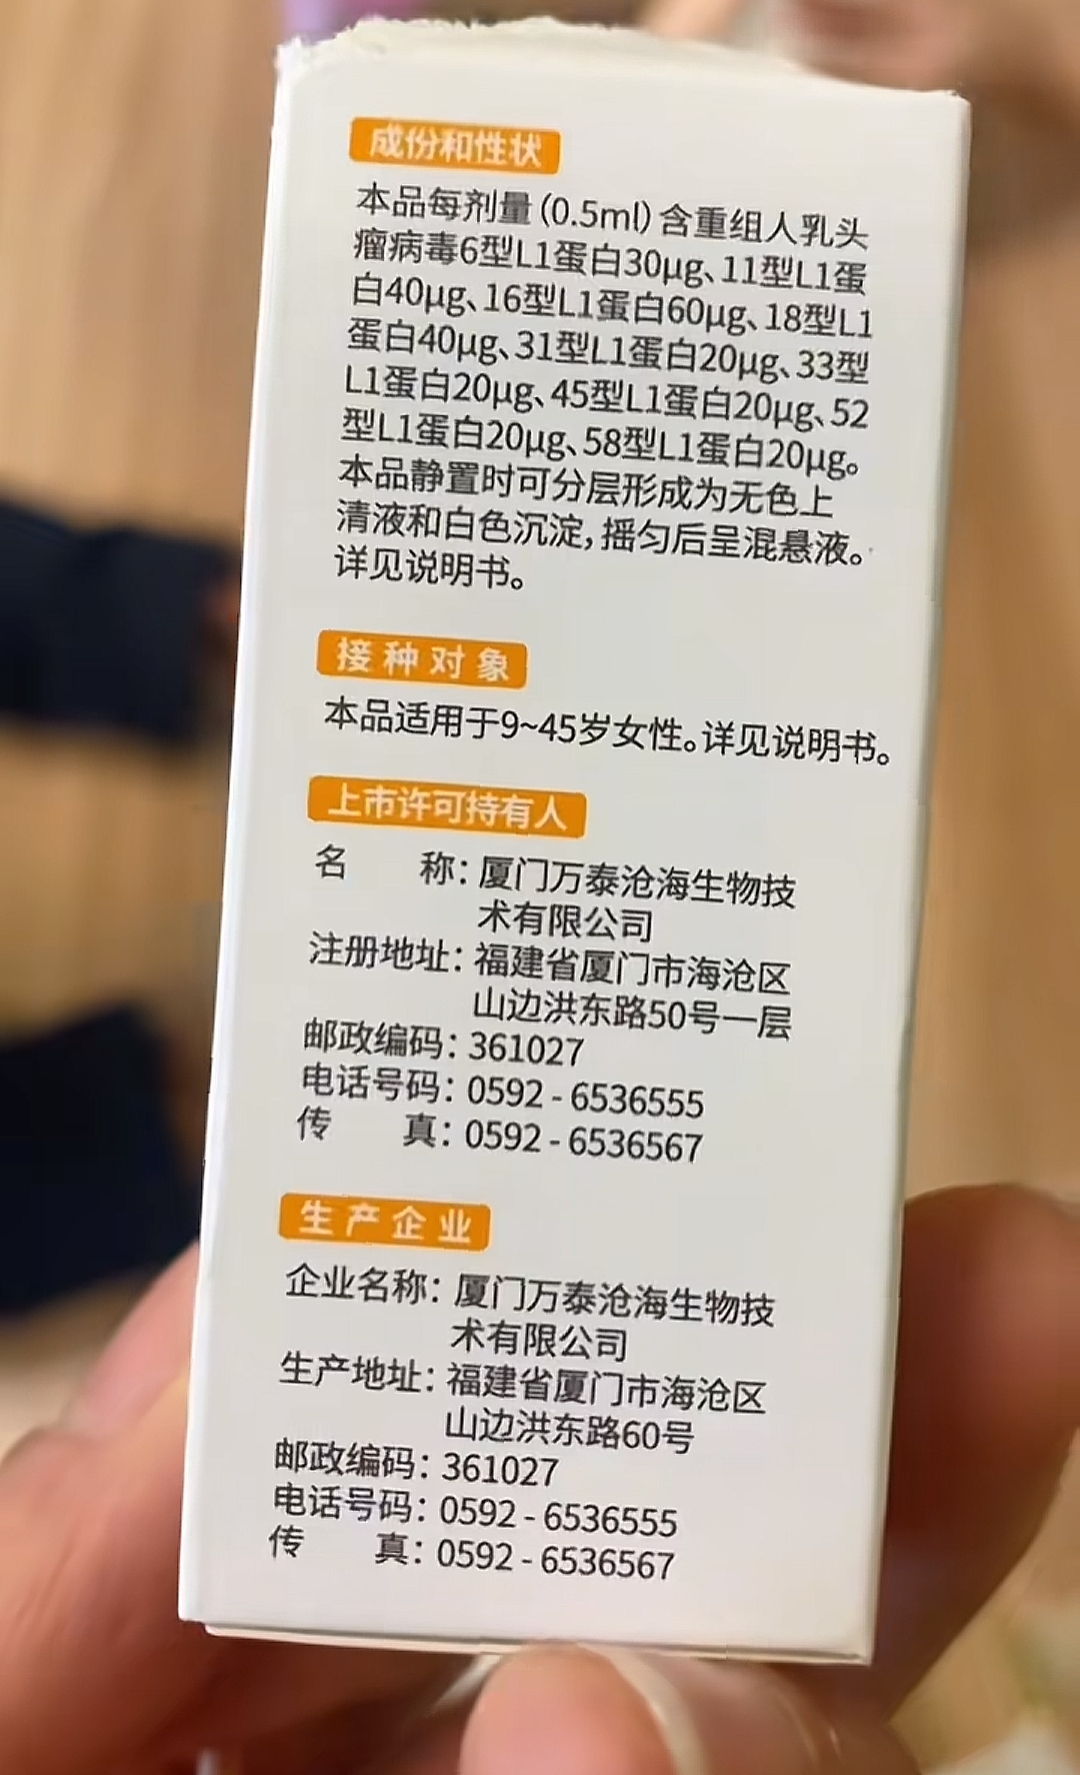 成份和性状
本品每剂量(0.5ml)含重组人乳头
瘤病毒6型L1蛋白30μg、11型L1蛋
白40μg、16型L1蛋白60μg、18型L1
蛋白40μg、31型L1蛋白20μg、33型
L1蛋白20μg、45型L1蛋白20μg、52
型L1蛋白20μg、58型L1蛋白20μg。
本品静置时可分层形成为无色上
清液和白色沉淀,摇匀后呈混悬液。
详见说明书。
接种对象
本品适用于9~45岁女性。详见说明书。
上市许可持有人
名 称:厦门万泰沧海生物技
术有限公司
注册地址:福建省厦门市海沧区
山边洪东路50号一层
邮政编码:361027
电话号码:0592-6536555
传 真:0592-6536567
生产企业
企业名称:厦门万泰沧海生物技
术有限公司
生产地址:福建省厦门市海沧区
山边洪东路60号
邮政编码:361027
电话号码:0592-6536555
传 真:0592-6536567